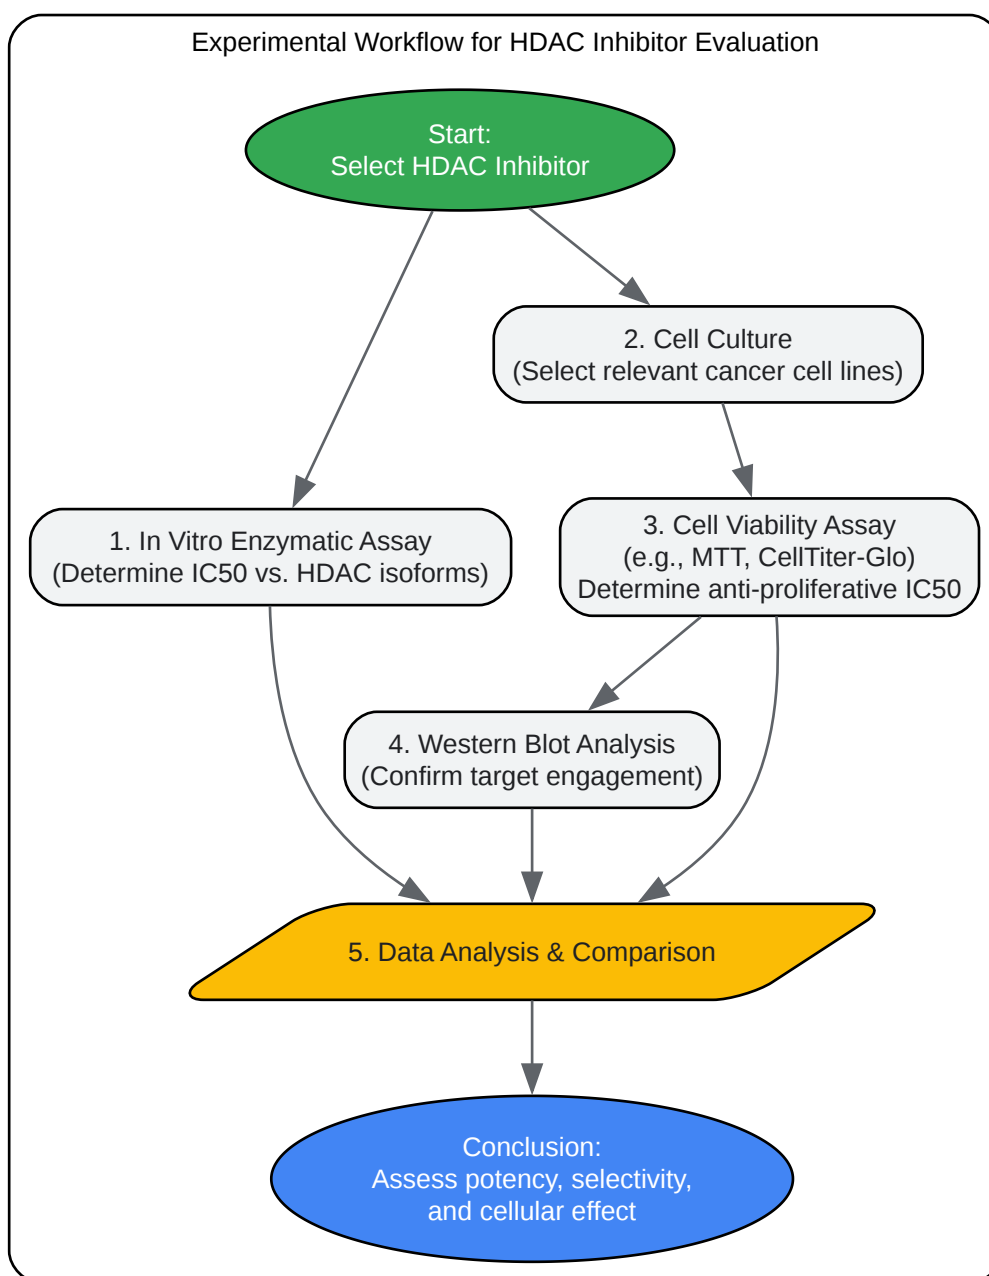 Experimental Workflow for HDAC Inhibitor Evaluation
Start:
Select HDAC Inhibitor
2. Cell Culture
(Select relevant cancer cell lines)
1. In Vitro Enzymatic Assay
(Determine IC50 vs. HDAC isoforms)
3. Cell Viability Assay
(e.g., MTT, CellTiter-Glo)
Determine anti-proliferative IC50
4. Western Blot Analysis
(Confirm target engagement)
5. Data Analysis & Comparison
Conclusion:
Assess potency, selectivity,
and cellular effect